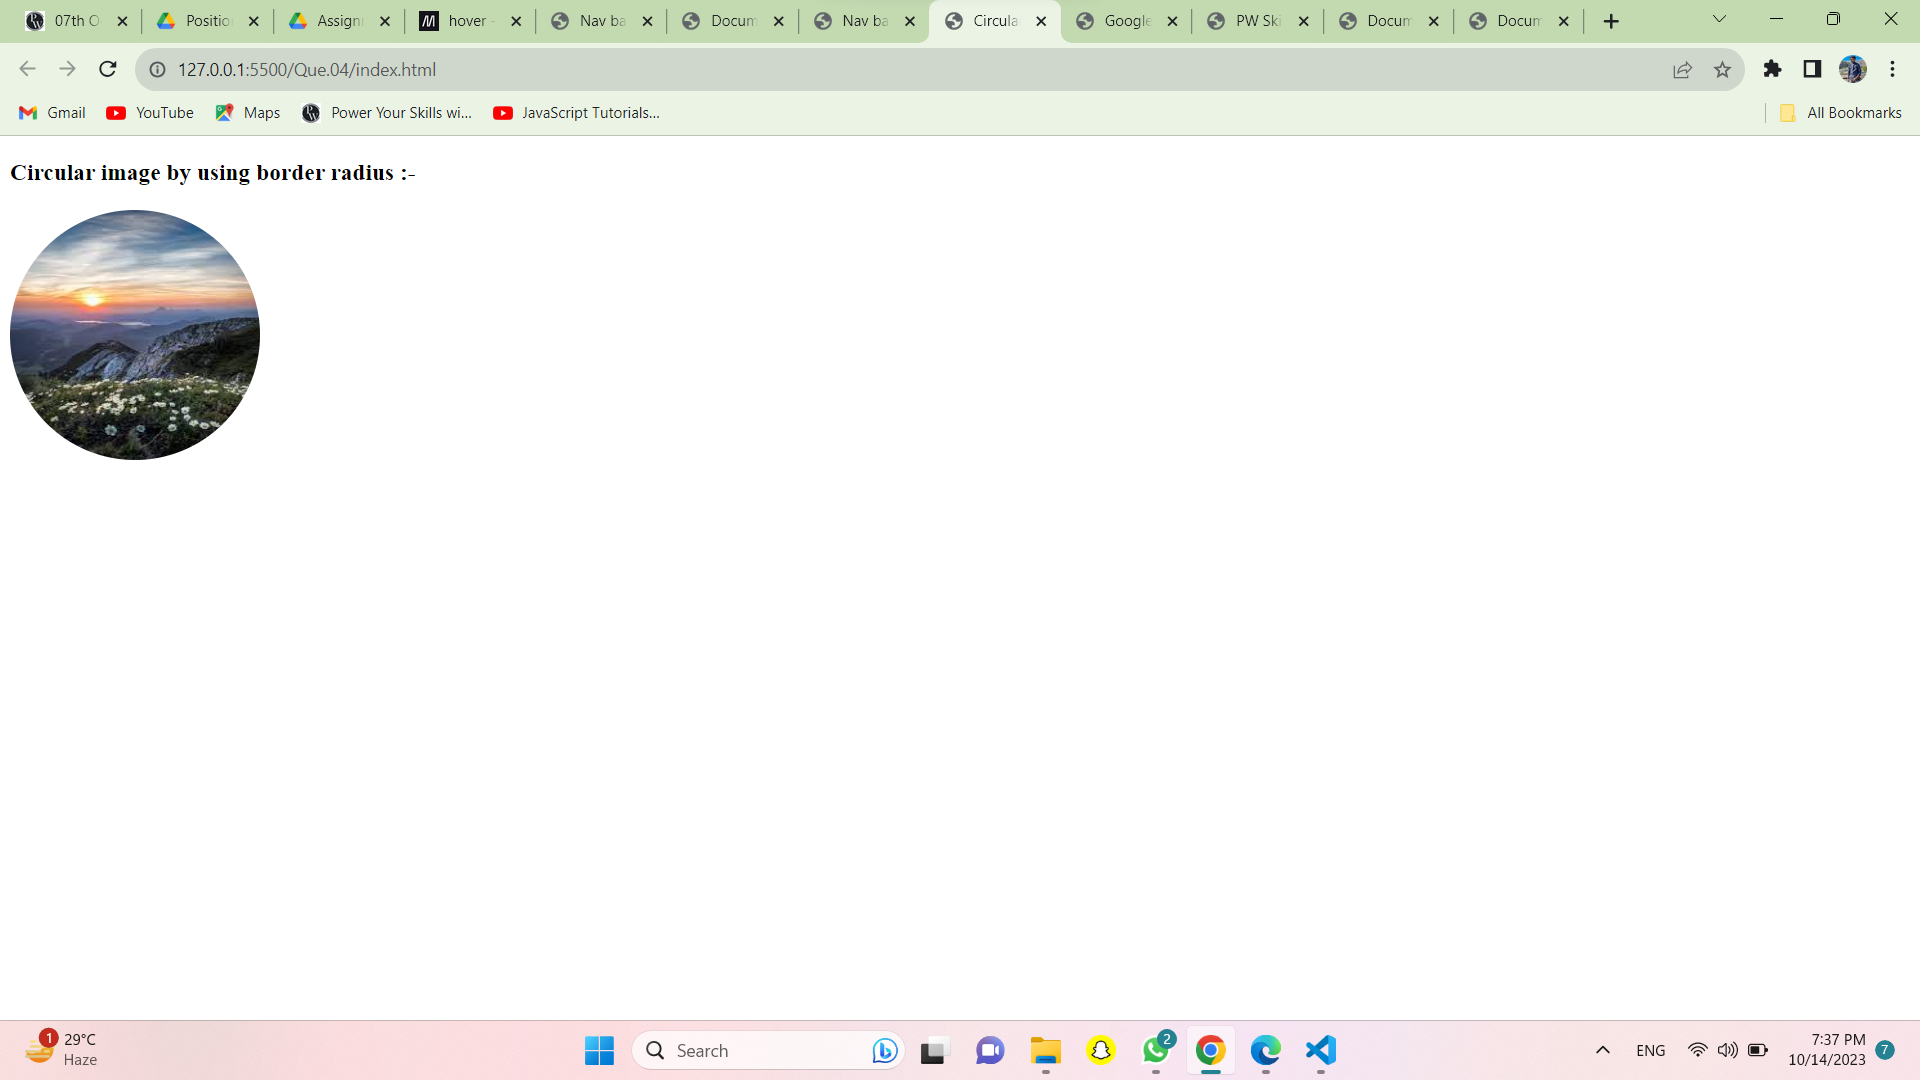 07th O
Positio
Assign
hover -
Nav ba
Docum
Nav ba
Circula
Google
PW Ski
Docum
Docum
127.0.0.1:5500/Que.04/index.html
Gmail
YouTube
Maps
Power Your Skills wi...
JavaScript Tutorials...
All Bookmarks
Circular image by using border radius :-
1
29°C
Haze
Search
2
ENG
7:37 PM
10/14/2023
7